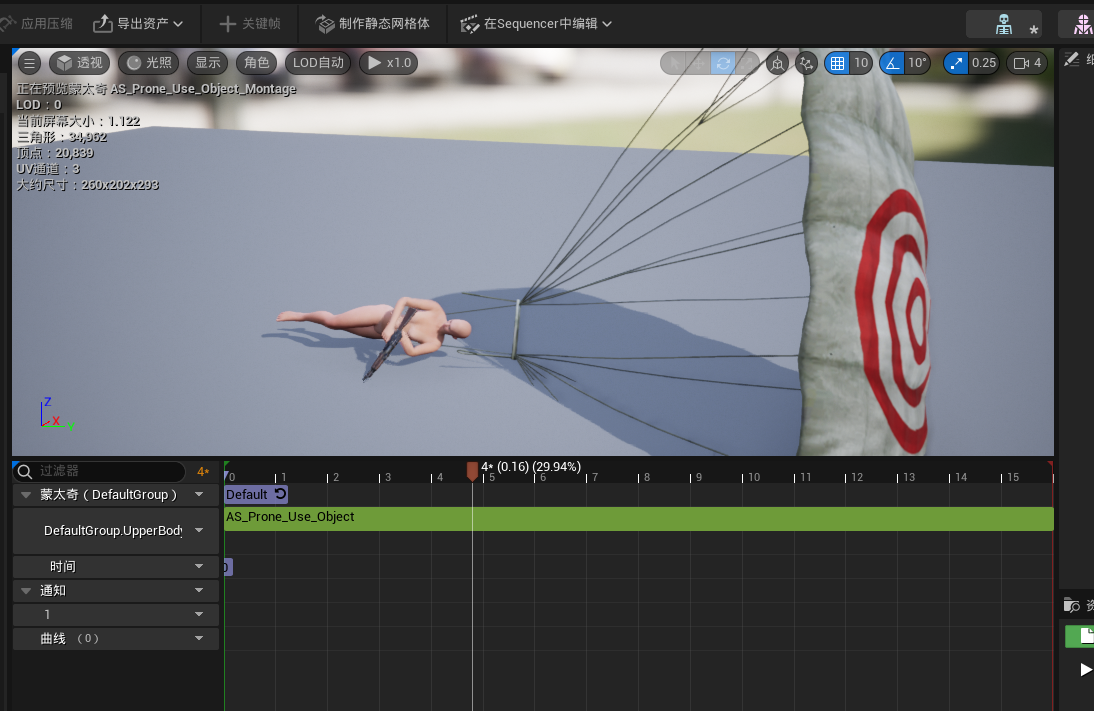 应用压缩 导出资产 关键帧 制作静态网格体 在Sequencer中编辑
透视 光照 显示 角色 LOD自动 x1.0 10 10° 0.25 4
正在预览蒙太奇 AS_Prone_Use_Object_Montage
LOD：0
当前屏幕大小：1.122
三角形：34,962
顶点：20,839
UV通道：3
大约尺寸：260x202x293
Z
X
Y
过滤器 4*
4* (0.16) (29.94%)
0 1 2 3 4 5 6 7 8 9 10 11 12 13 14 15
蒙太奇（DefaultGroup） Default
DefaultGroup.UpperBody AS_Prone_Use_Object
时间
通知
1
曲线 （0）